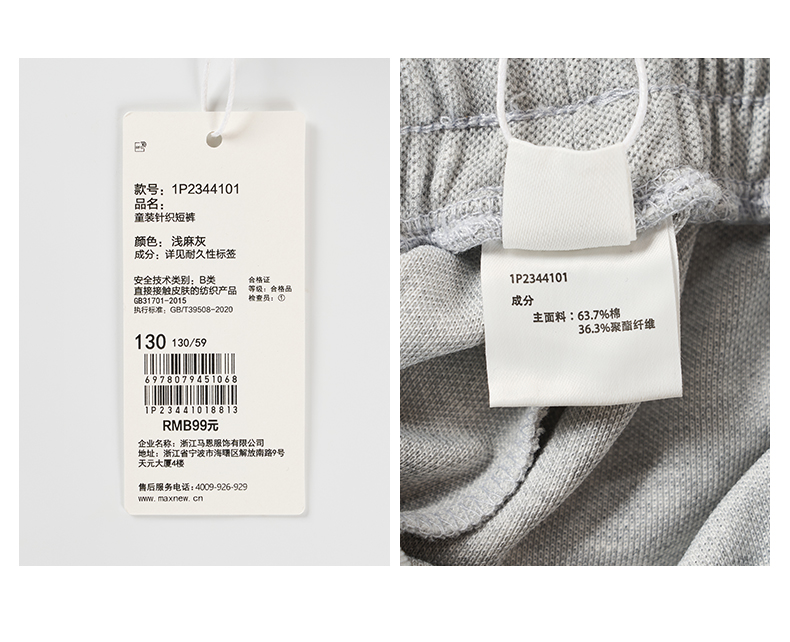 款号：1P2344101
品名：
童装针织短裤
颜色：浅麻灰
成分：详见耐久性标签
安全技术类别：B类
直接接触皮肤的纺织产品
GB31701-2015
执行标准：GB/T39508-2020
合格证
等级：合格品
检查员：①
130 130/59
6978079451068
1P23441018813
RMB99元
企业名称：浙江马恩服饰有限公司
地址：浙江省宁波市海曙区解放南路9号
天元大厦4楼
售后服务电话：4009-926-929
www.maxnew.cn
1P2344101
成分
主面料：63.7%棉
36.3%聚酯纤维